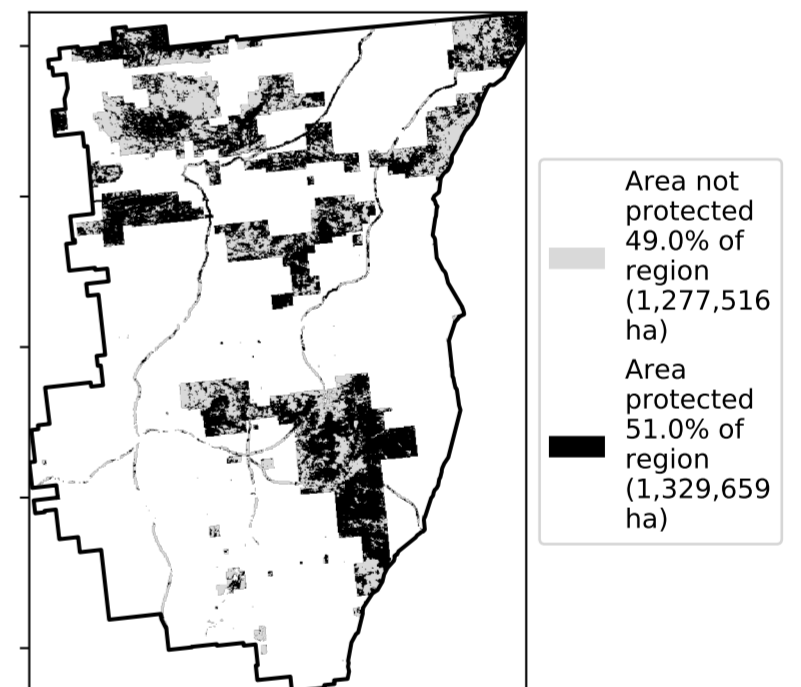 Area not
protected
49.0% of
region
(1,277,516
ha)
Area
protected
51.0% of
region
(1,329,659
ha)